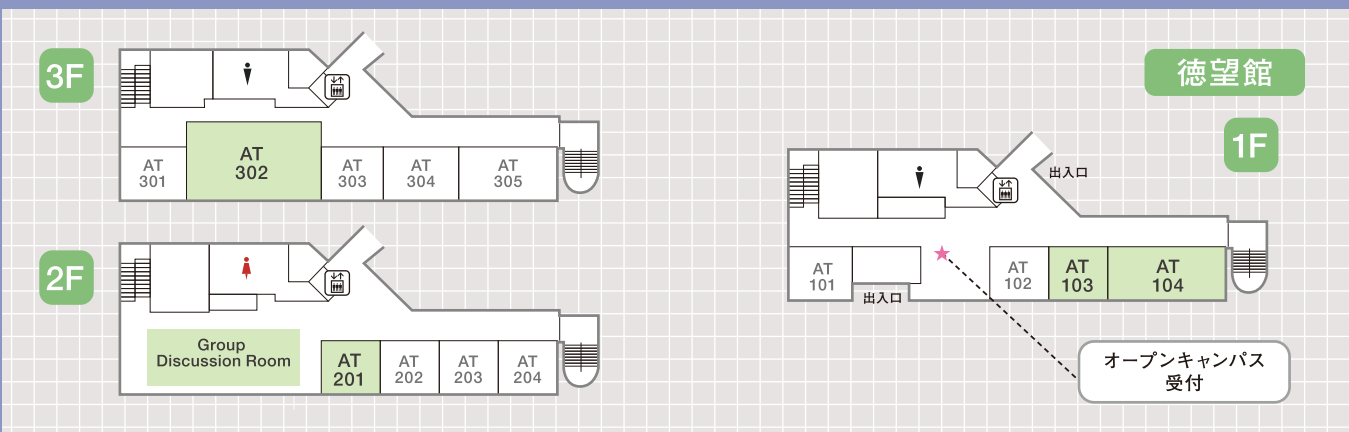 3F
AT
301
AT
302
AT
303
AT
304
AT
305
2F
Group
Discussion Room
AT
201
AT
202
AT
203
AT
204
徳望館
1F
出入口
AT
101
出入口
AT
102
AT
103
AT
104
オープンキャンパス
受付